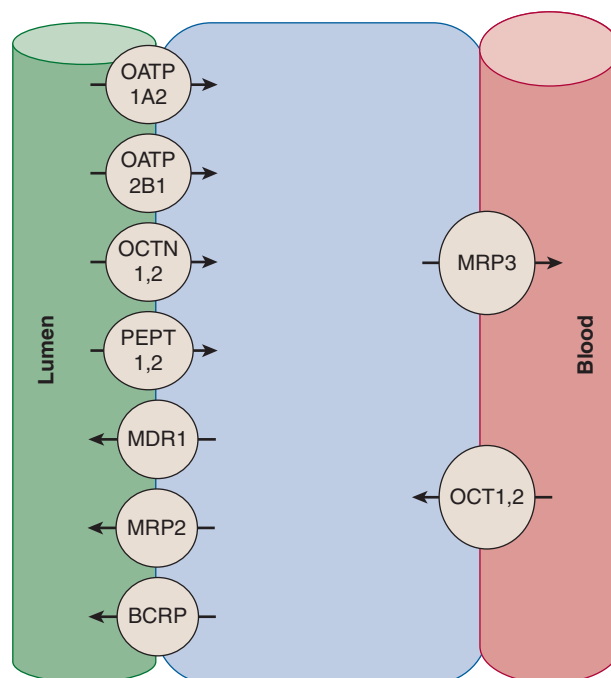 OATP
1A2
OATP
2B1
OCTN
1,2
PEPT
1,2
MDR1
MRP2
BCRP
Lumen
MRP3
OCT1,2
Blood